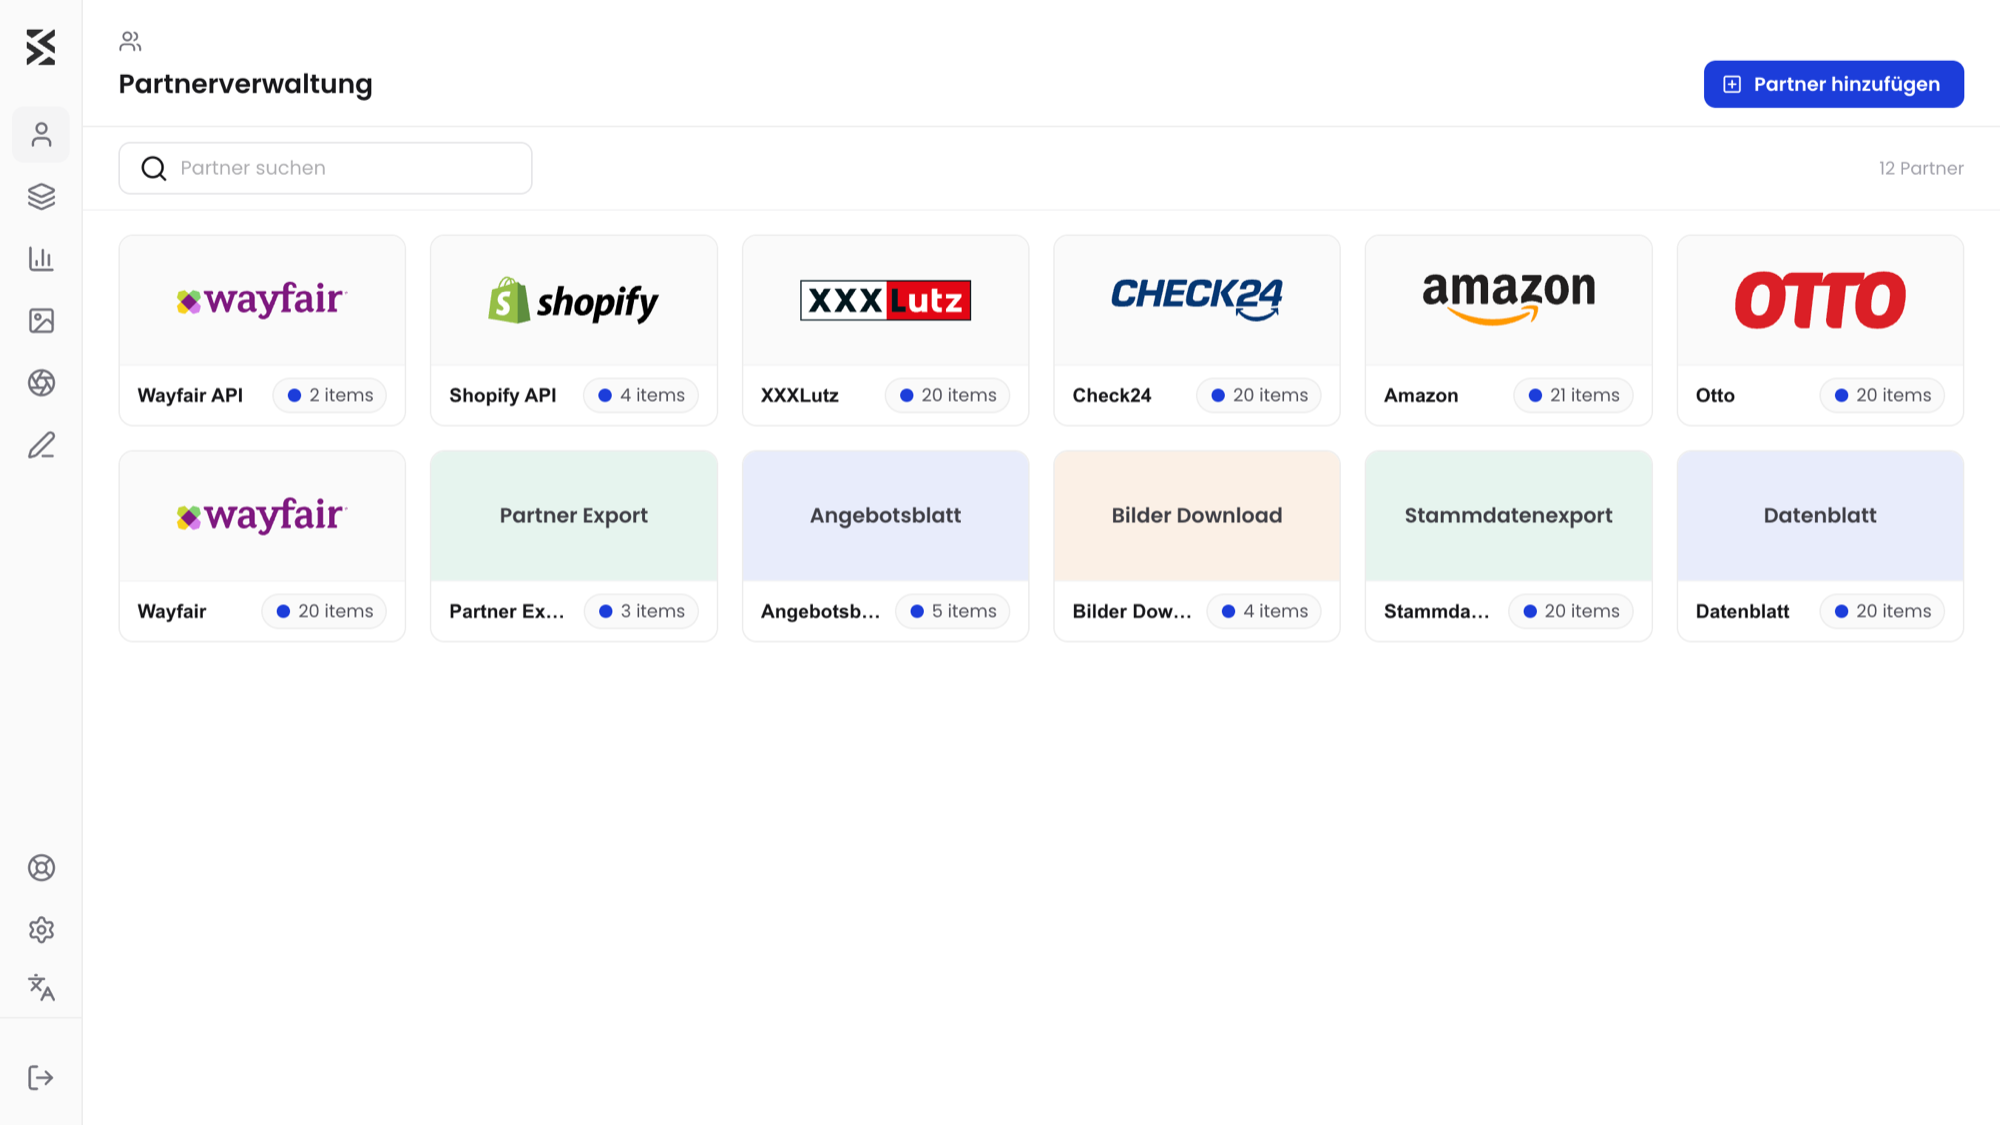 Partnerverwaltung
Partner hinzufügen
Partner suchen
12 Partner
wayfair
shopify
XXXLutz
CHECK24
amazon
OTTO
Wayfair API
2 items
Shopify API
4 items
XXXLutz
20 items
Check24
20 items
Amazon
21 items
Otto
20 items
wayfair
Partner Export
Angebotsblatt
Bilder Download
Stammdatenexport
Datenblatt
Wayfair
20 items
Partner Ex...
3 items
Angebotsb...
5 items
Bilder Dow...
4 items
Stammda...
20 items
Datenblatt
20 items